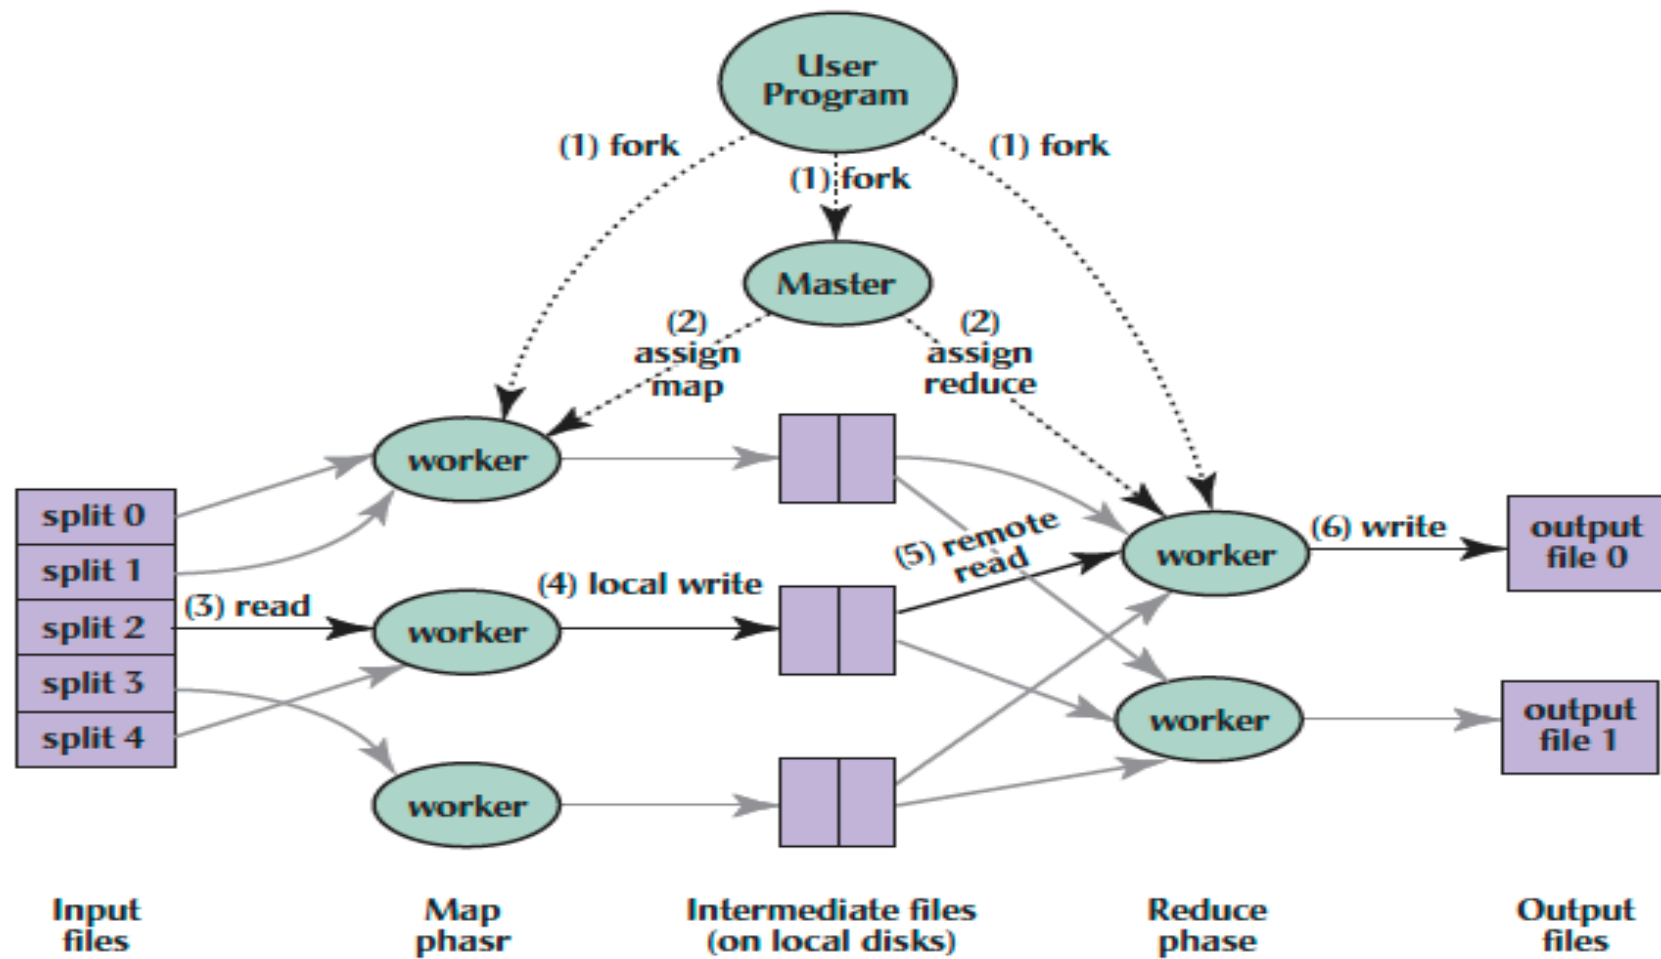 User
Program
(1) fork
(1) fork
(1) fork
Master
(2)
assign
map
(2)
assign
reduce
worker
split 0
split 1
split 2
split 3
split 4
(3) read
worker
(4) local write
worker
(5) remote
read
worker
(6) write
output
file 0
worker
output
file 1
Input
files
Map
phasr
Intermediate files
(on local disks)
Reduce
phase
Output
files